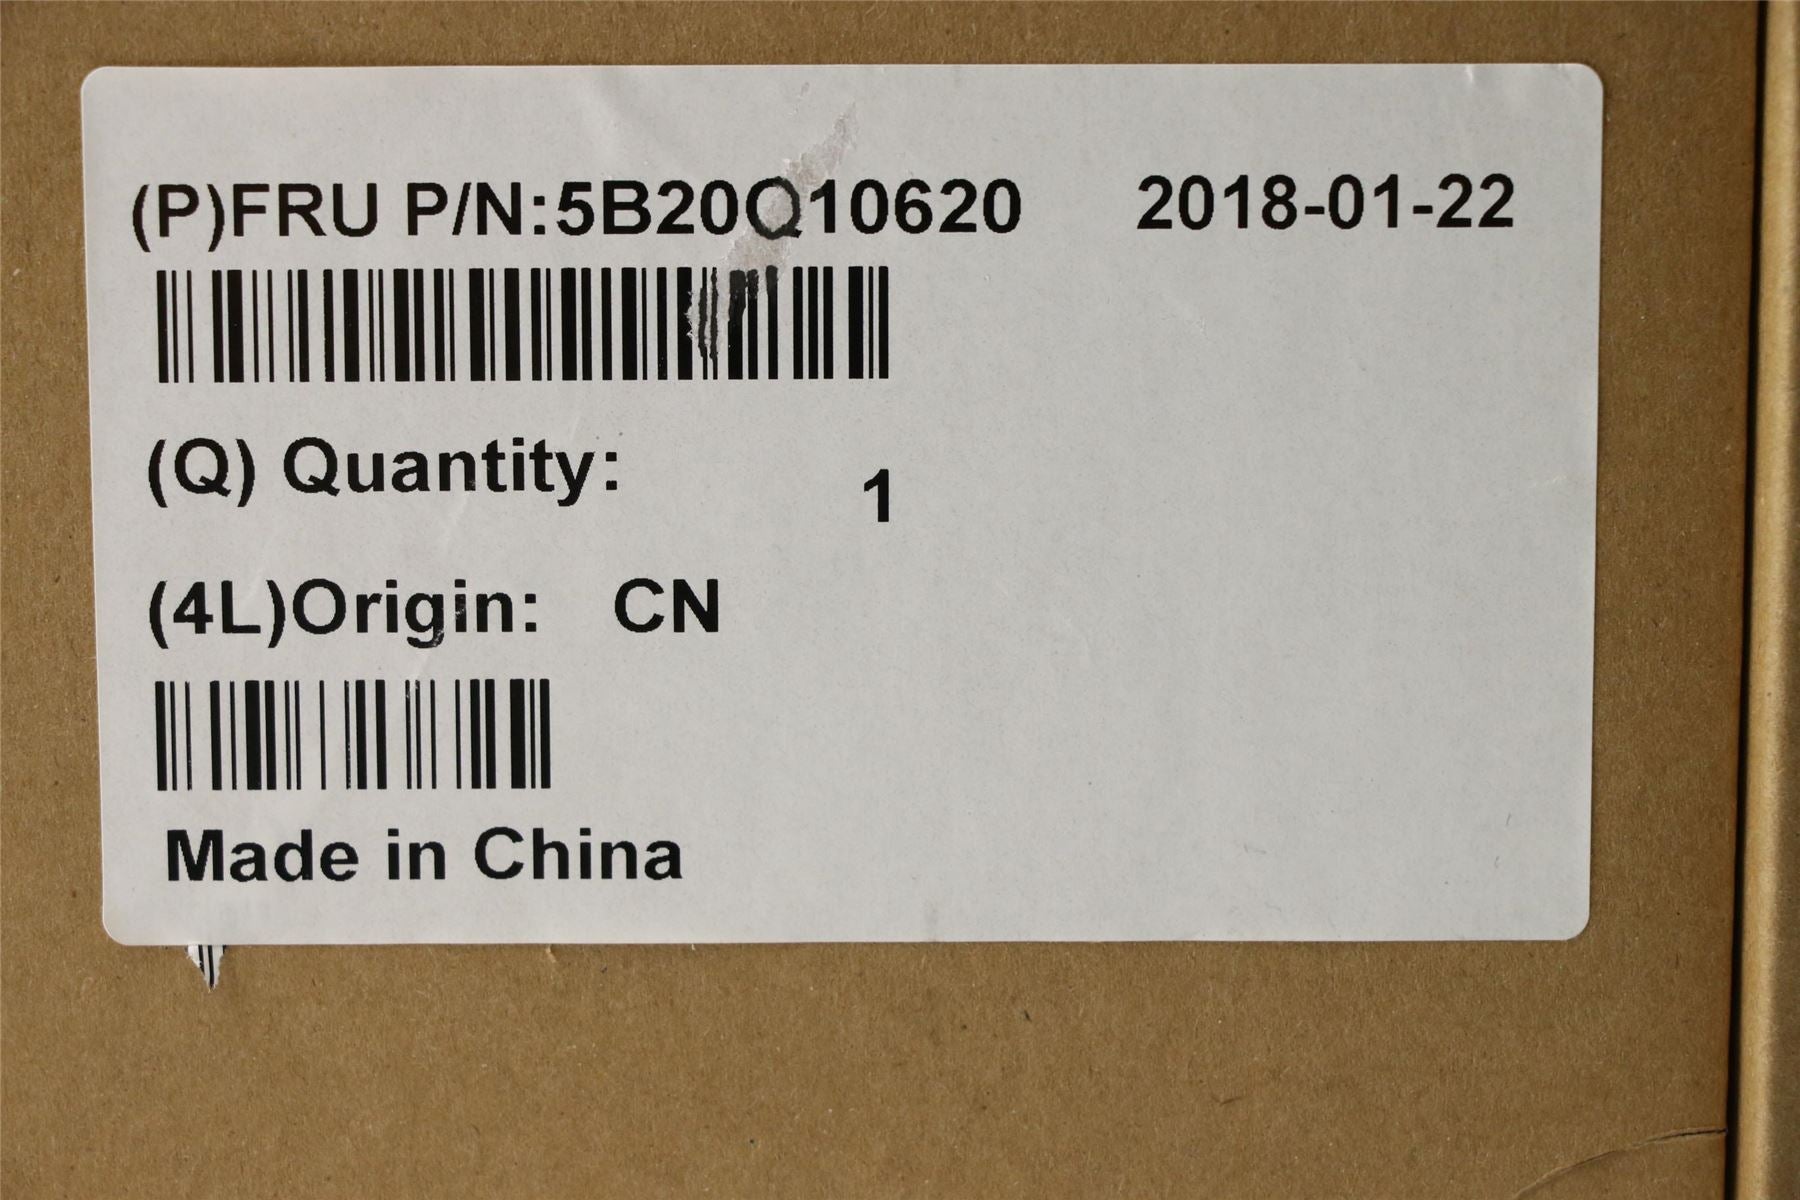 (P)FRU P/N:5B20Q10620 2018-01-22
(Q) Quantity: 1
(4L)Origin: CN
Made in China